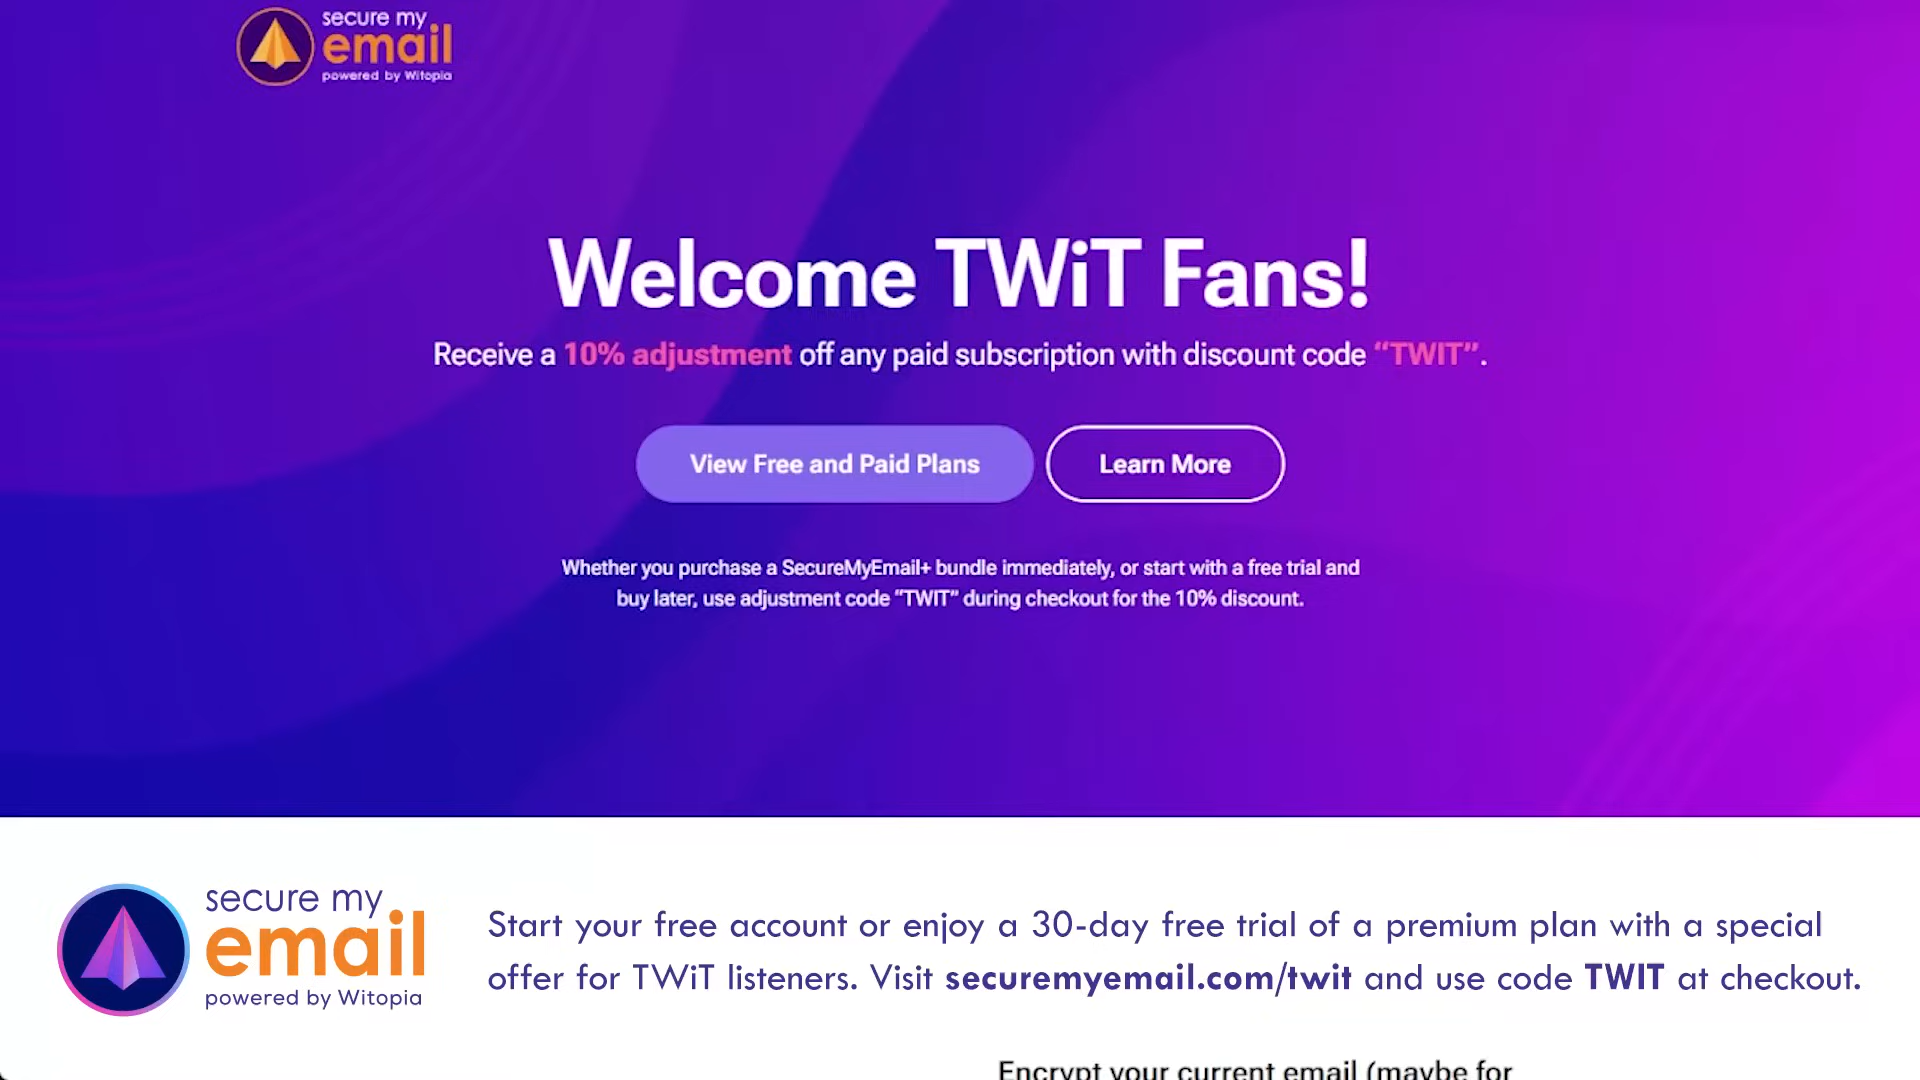 secure my
email
powered by Witopia
Welcome TWiT Fans!
Receive a 10% adjustment off any paid subscription with discount code “TWIT”.
View Free and Paid Plans
Learn More
Whether you purchase a SecureMyEmail+ bundle immediately, or start with a free trial and
buy later, use adjustment code “TWIT” during checkout for the 10% discount.
secure my
email
powered by Witopia
Start your free account or enjoy a 30-day free trial of a premium plan with a special
offer for TWiT listeners. Visit securemyemail.com/twit and use code TWIT at checkout.
Encrypt your current email (maybe for